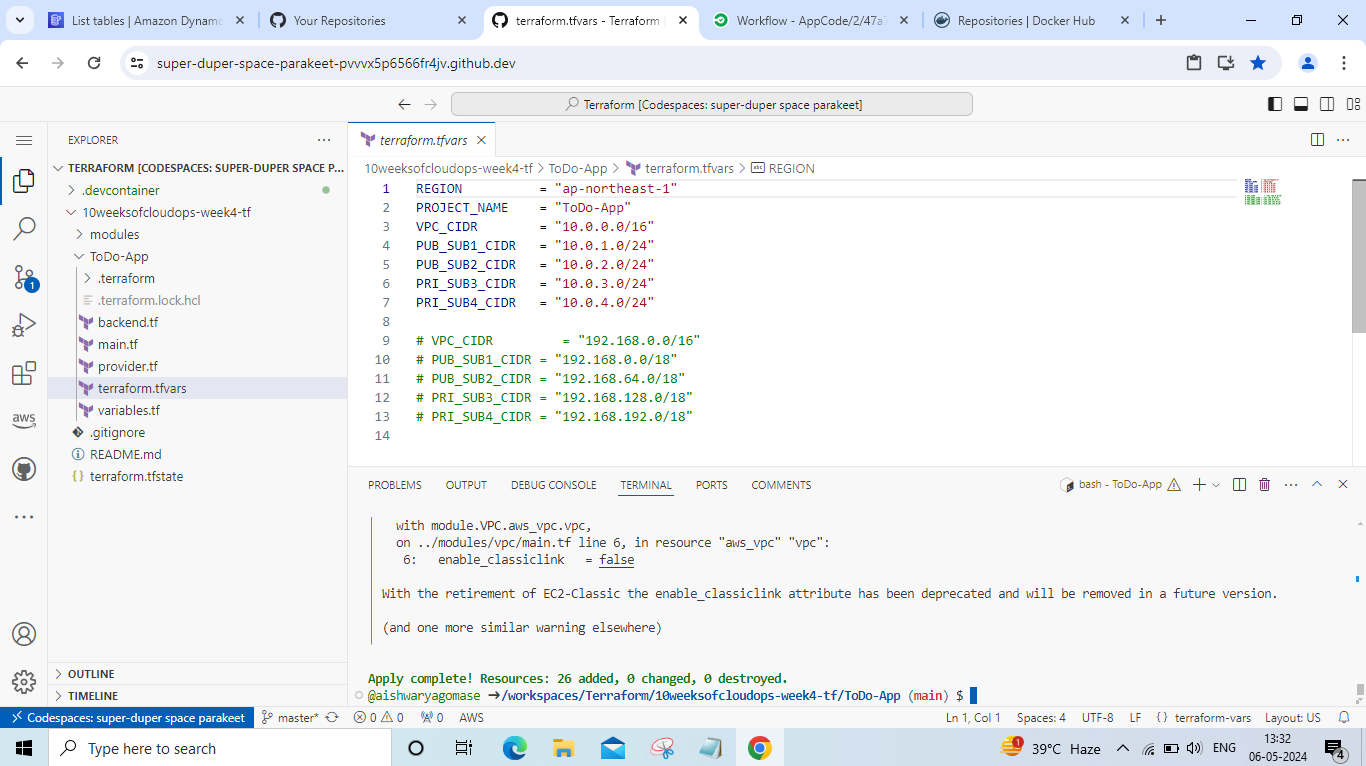 List tables | Amazon Dynamo
Your Repositories
terraform.tfvars - Terraform
Workflow - AppCode/2/47a
Repositories | Docker Hub
super-duper-space-parakeet-pvvvx5p6566fr4jv.github.dev
Terraform [Codespaces: super-duper space parakeet]
EXPLORER
TERRAFORM [CODESPACES: SUPER-DUPER SPACE P...
.devcontainer
10weeksofcloudops-week4-tf
modules
ToDo-App
.terraform
.terraform.lock.hcl
backend.tf
main.tf
provider.tf
terraform.tfvars
variables.tf
.gitignore
README.md
terraform.tfstate
OUTLINE
TIMELINE
1
aws
terraform.tfvars
10weeksofcloudops-week4-tf > ToDo-App > terraform.tfvars > REGION
1 REGION = "ap-northeast-1"
2 PROJECT_NAME = "ToDo-App"
3 VPC_CIDR = "10.0.0.0/16"
4 PUB_SUB1_CIDR = "10.0.1.0/24"
5 PUB_SUB2_CIDR = "10.0.2.0/24"
6 PRI_SUB3_CIDR = "10.0.3.0/24"
7 PRI_SUB4_CIDR = "10.0.4.0/24"
8
9 # VPC_CIDR = "192.168.0.0/16"
10 # PUB_SUB1_CIDR = "192.168.0.0/18"
11 # PUB_SUB2_CIDR = "192.168.64.0/18"
12 # PRI_SUB3_CIDR = "192.168.128.0/18"
13 # PRI_SUB4_CIDR = "192.168.192.0/18"
14
PROBLEMS OUTPUT DEBUG CONSOLE TERMINAL PORTS COMMENTS
bash - ToDo-App
with module.VPC.aws_vpc.vpc,
on ../modules/vpc/main.tf line 6, in resource "aws_vpc" "vpc":
6: enable_classiclink = false
With the retirement of EC2-Classic the enable_classiclink attribute has been deprecated and will be removed in a future version.
(and one more similar warning elsewhere)
Apply complete! Resources: 26 added, 0 changed, 0 destroyed.
@aishwaryagomase ➜/workspaces/Terraform/10weeksofcloudops-week4-tf/ToDo-App (main) $
Codespaces: super-duper space parakeet master* 0 0 0 AWS Ln 1, Col 1 Spaces: 4 UTF-8 LF terraform-vars Layout: US
Type here to search
1 39°C Haze ENG 13:32
06-05-2024
4